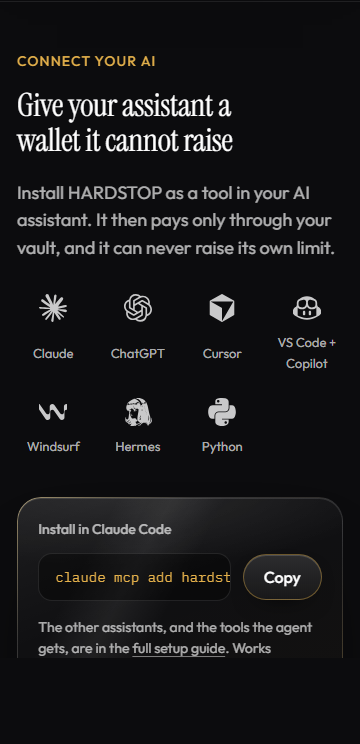 CONNECT YOUR AI
Give your assistant a
wallet it cannot raise
Install HARDSTOP as a tool in your AI
assistant. It then pays only through your
vault, and it can never raise its own limit.
Claude
ChatGPT
Cursor
VS Code +
Copilot
Windsurf
Hermes
Python
Install in Claude Code
claude mcp add hardst
Copy
The other assistants, and the tools the agent
gets, are in the full setup guide. Works